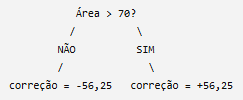 Área > 70?
/ \
NÃO SIM
/ \
correção = -56,25 correção = +56,25